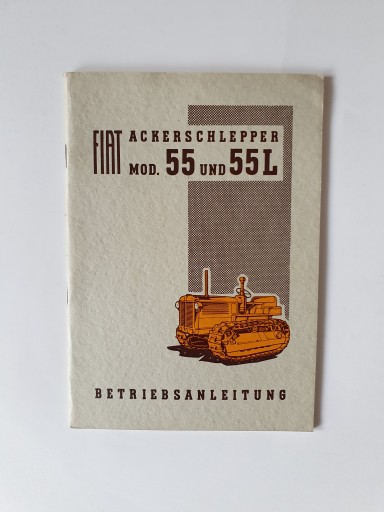 FIAT ACKERSCHLEPPER
MOD. 55 UND 55L
BETRIEBSANLEITUNG